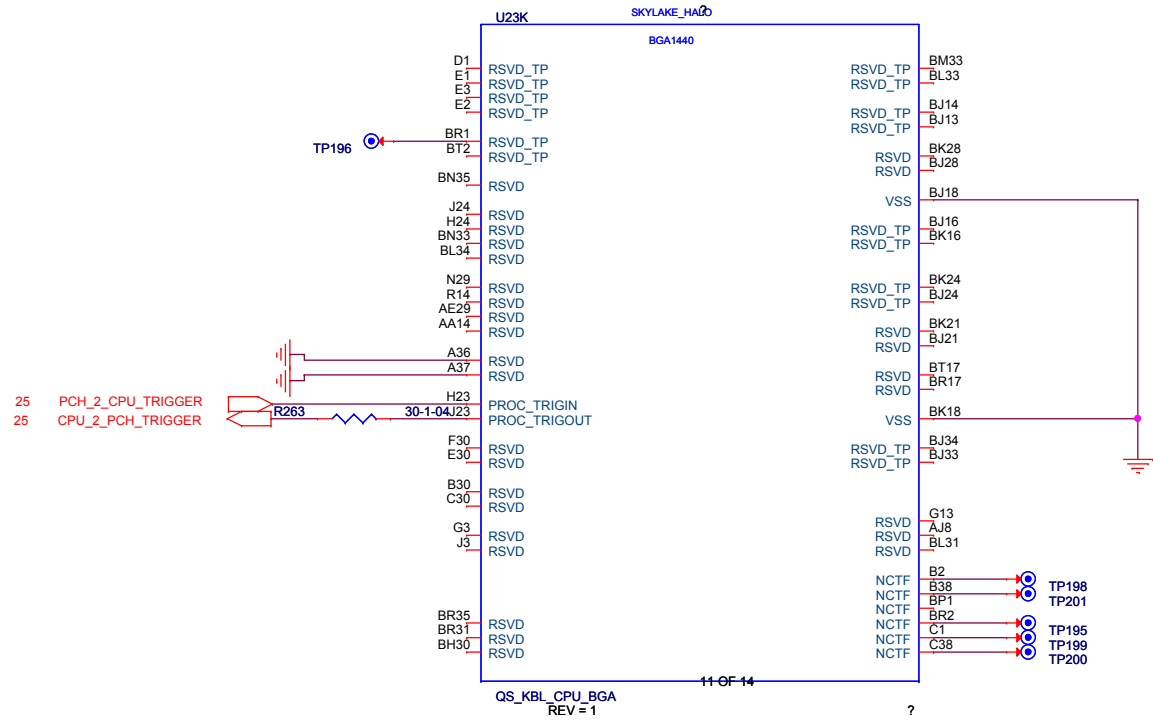 U23K
SKYLAKE_HALO
?
BGA1440
D1 RSVD_TP
E1 RSVD_TP
E3 RSVD_TP
E2 RSVD_TP
TP196 BR1 RSVD_TP
BT2 RSVD_TP
BN35 RSVD
J24 RSVD
H24 RSVD
BN33 RSVD
BL34 RSVD
N29 RSVD
R14 RSVD
AE29 RSVD
AA14 RSVD
A36 RSVD
A37 RSVD
25 PCH_2_CPU_TRIGGER H23 PROC_TRIGIN
25 CPU_2_PCH_TRIGGER R263 30-1-04 J23 PROC_TRIGOUT
F30 RSVD
E30 RSVD
B30 RSVD
C30 RSVD
G3 RSVD
J3 RSVD
BR35 RSVD
BR31 RSVD
BH30 RSVD
RSVD_TP BM33
RSVD_TP BL33
RSVD_TP BJ14
RSVD_TP BJ13
RSVD BK28
RSVD BJ28
VSS BJ18
RSVD_TP BJ16
RSVD_TP BK16
RSVD_TP BK24
RSVD_TP BJ24
RSVD BK21
RSVD BJ21
RSVD BT17
RSVD BR17
VSS BK18
RSVD_TP BJ34
RSVD_TP BJ33
RSVD G13
RSVD AJ8
RSVD BL31
NCTF B2 TP198
NCTF B38 TP201
NCTF BP1
NCTF BR2 TP195
NCTF C1 TP199
NCTF C38 TP200
11 OF 14
QS_KBL_CPU_BGA
REV = 1
?